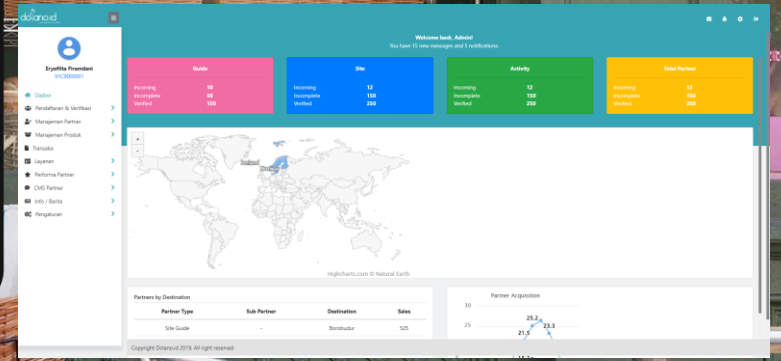 dolano.id
Welcome back, Admin!
You have 15 new messages and 5 notifications.
Eryofitta Firemdani
91C9000001
Dasbor
Pendaftaran & Verifikasi
Manajemen Partner
Manajemen Produk
Transaksi
Layanan
Performa Partner
CMS Partner
Info / Berita
Pengaturan
Guide
Incoming 10
Incomplete 50
Verified 150
Site
Incoming 12
Incomplete 150
Verified 250
Activity
Incoming 12
Incomplete 150
Verified 250
Total Partner
Incoming 12
Incomplete 150
Verified 250
+
-
Iceland
Highcharts.com © Natural Earth
Partners by Destination
Partner Type Sub Partner Destination Sales
Site Guide - Borobudur 525
Partner Acquisition
30
25.2
23.3
21.5
25
Copyright Dolano.id 2019. All right reserved